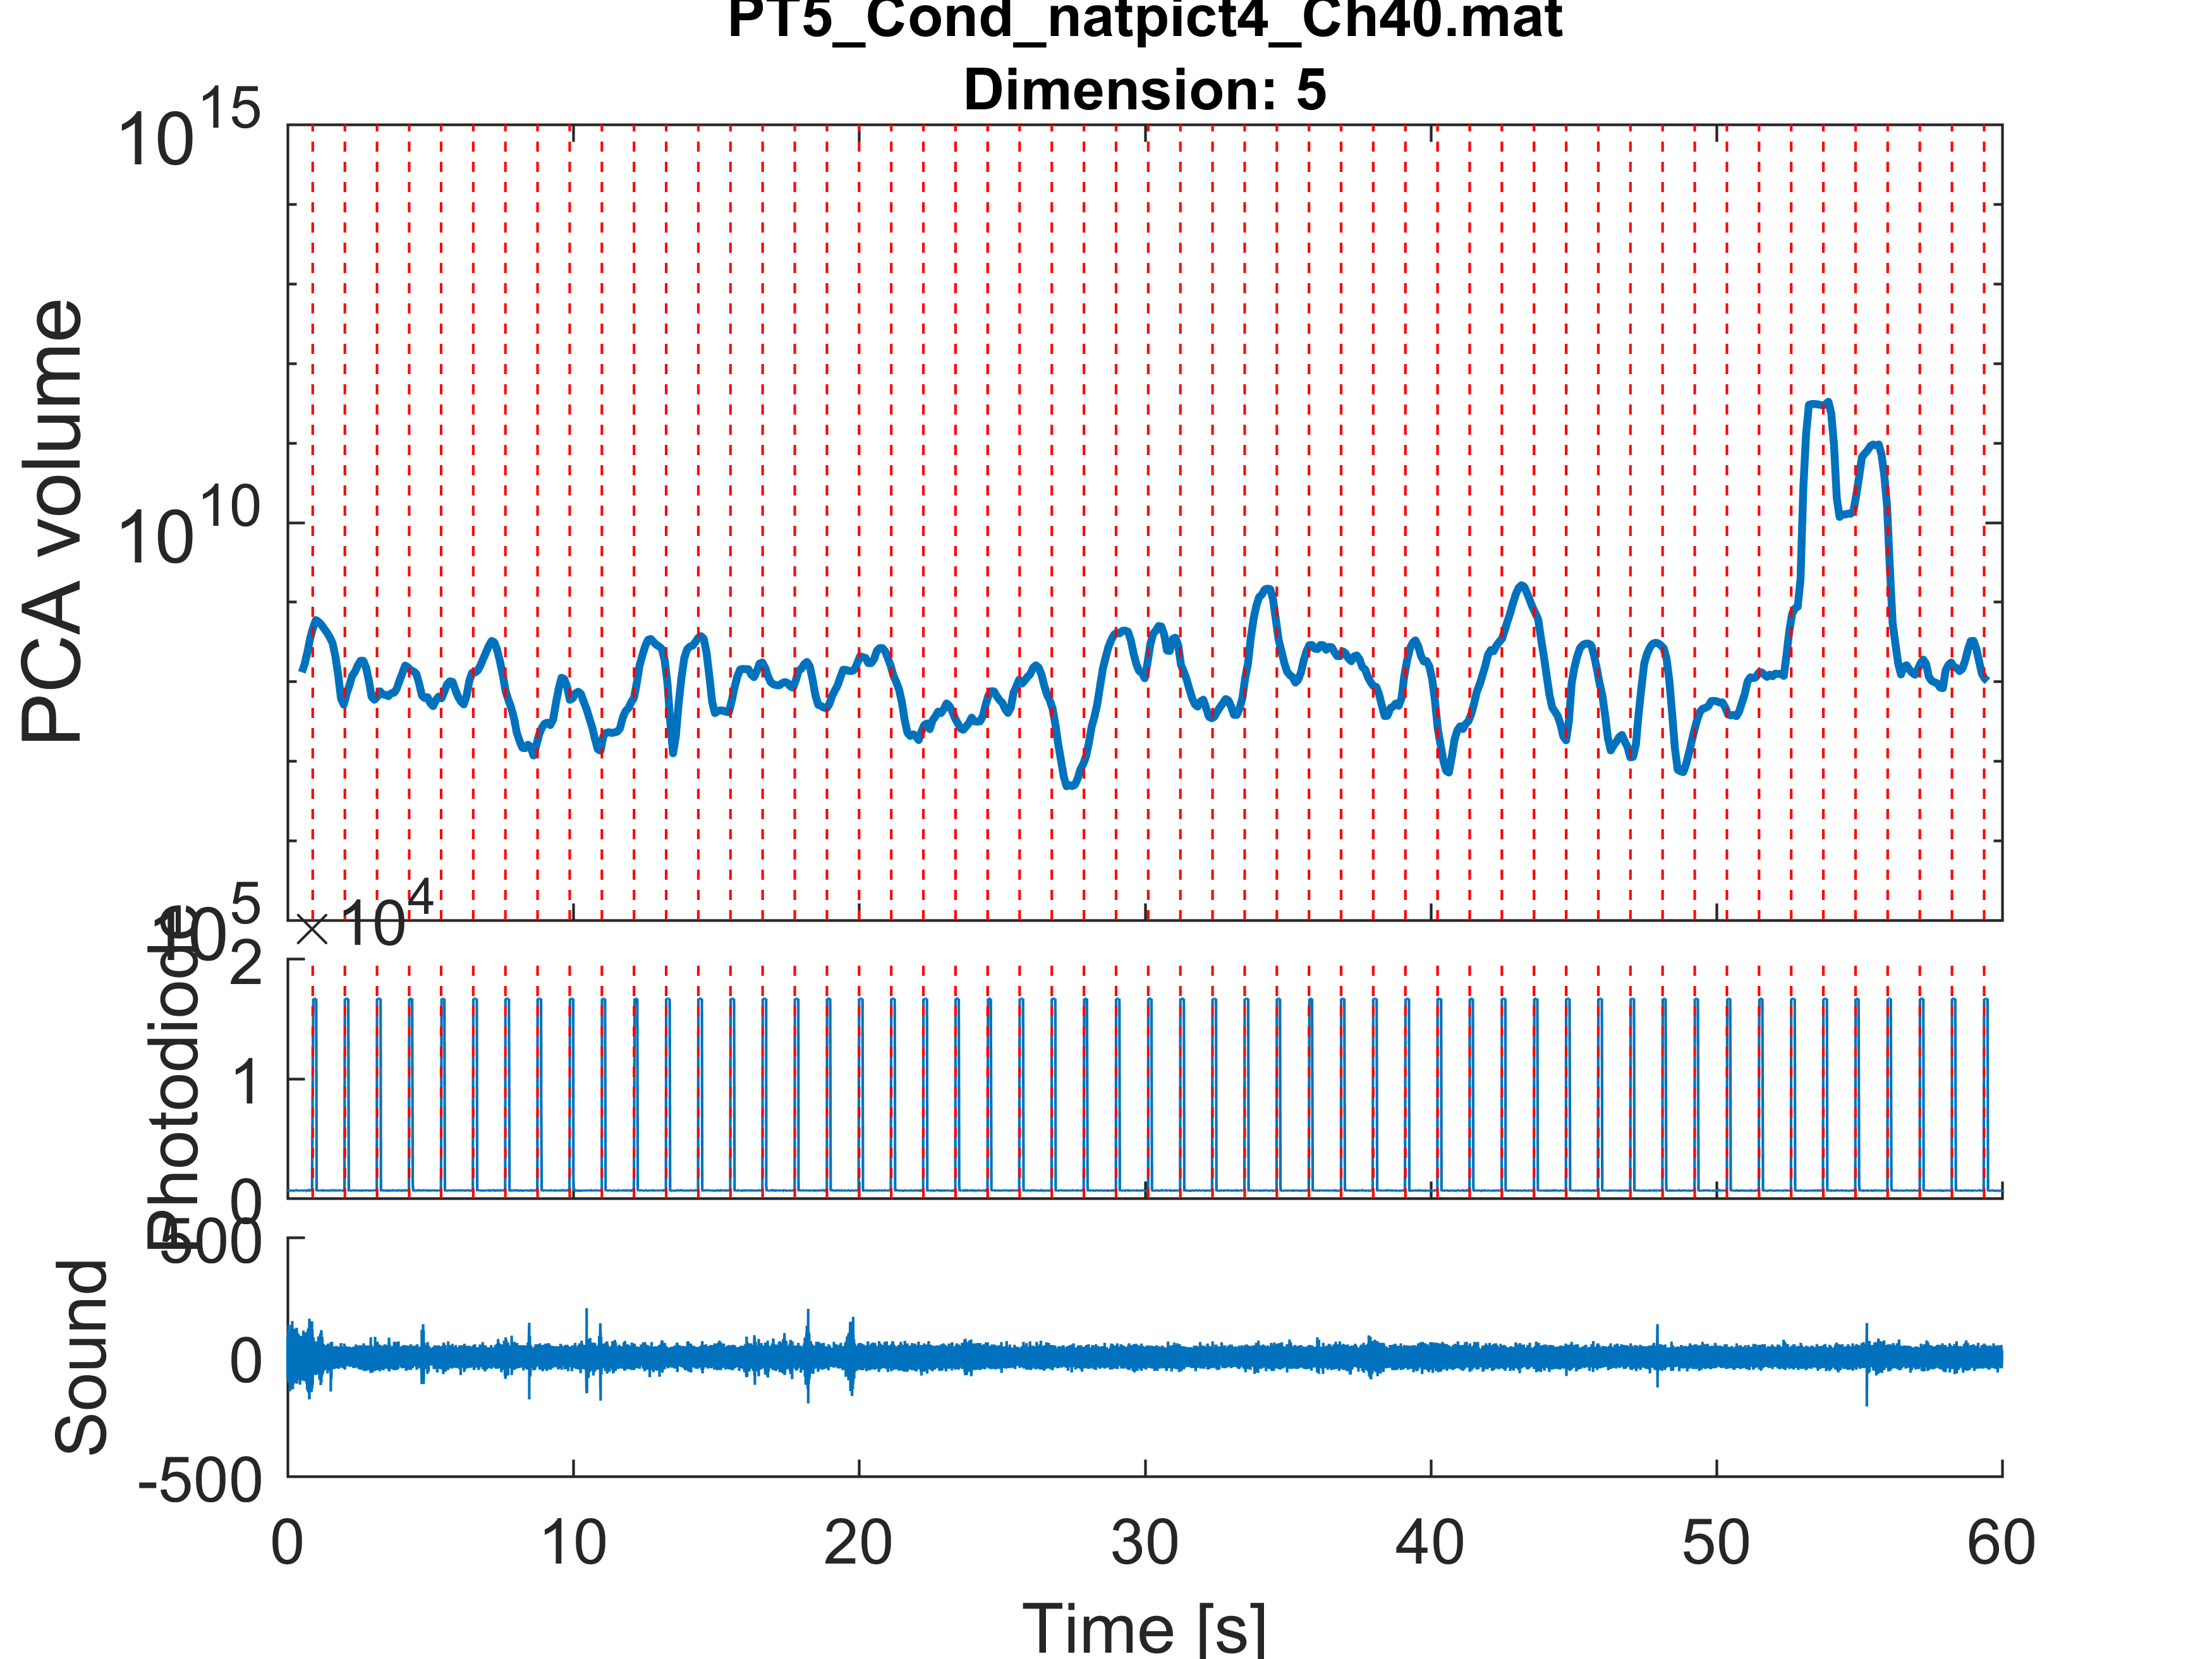 PT5_Cond_natpict4_Ch40.mat
Dimension: 5
10^15
10^10
10^5
PCA volume
×10^4
2
1
0
Photodiode
500
0
-500
Sound
0 10 20 30 40 50 60
Time [s]